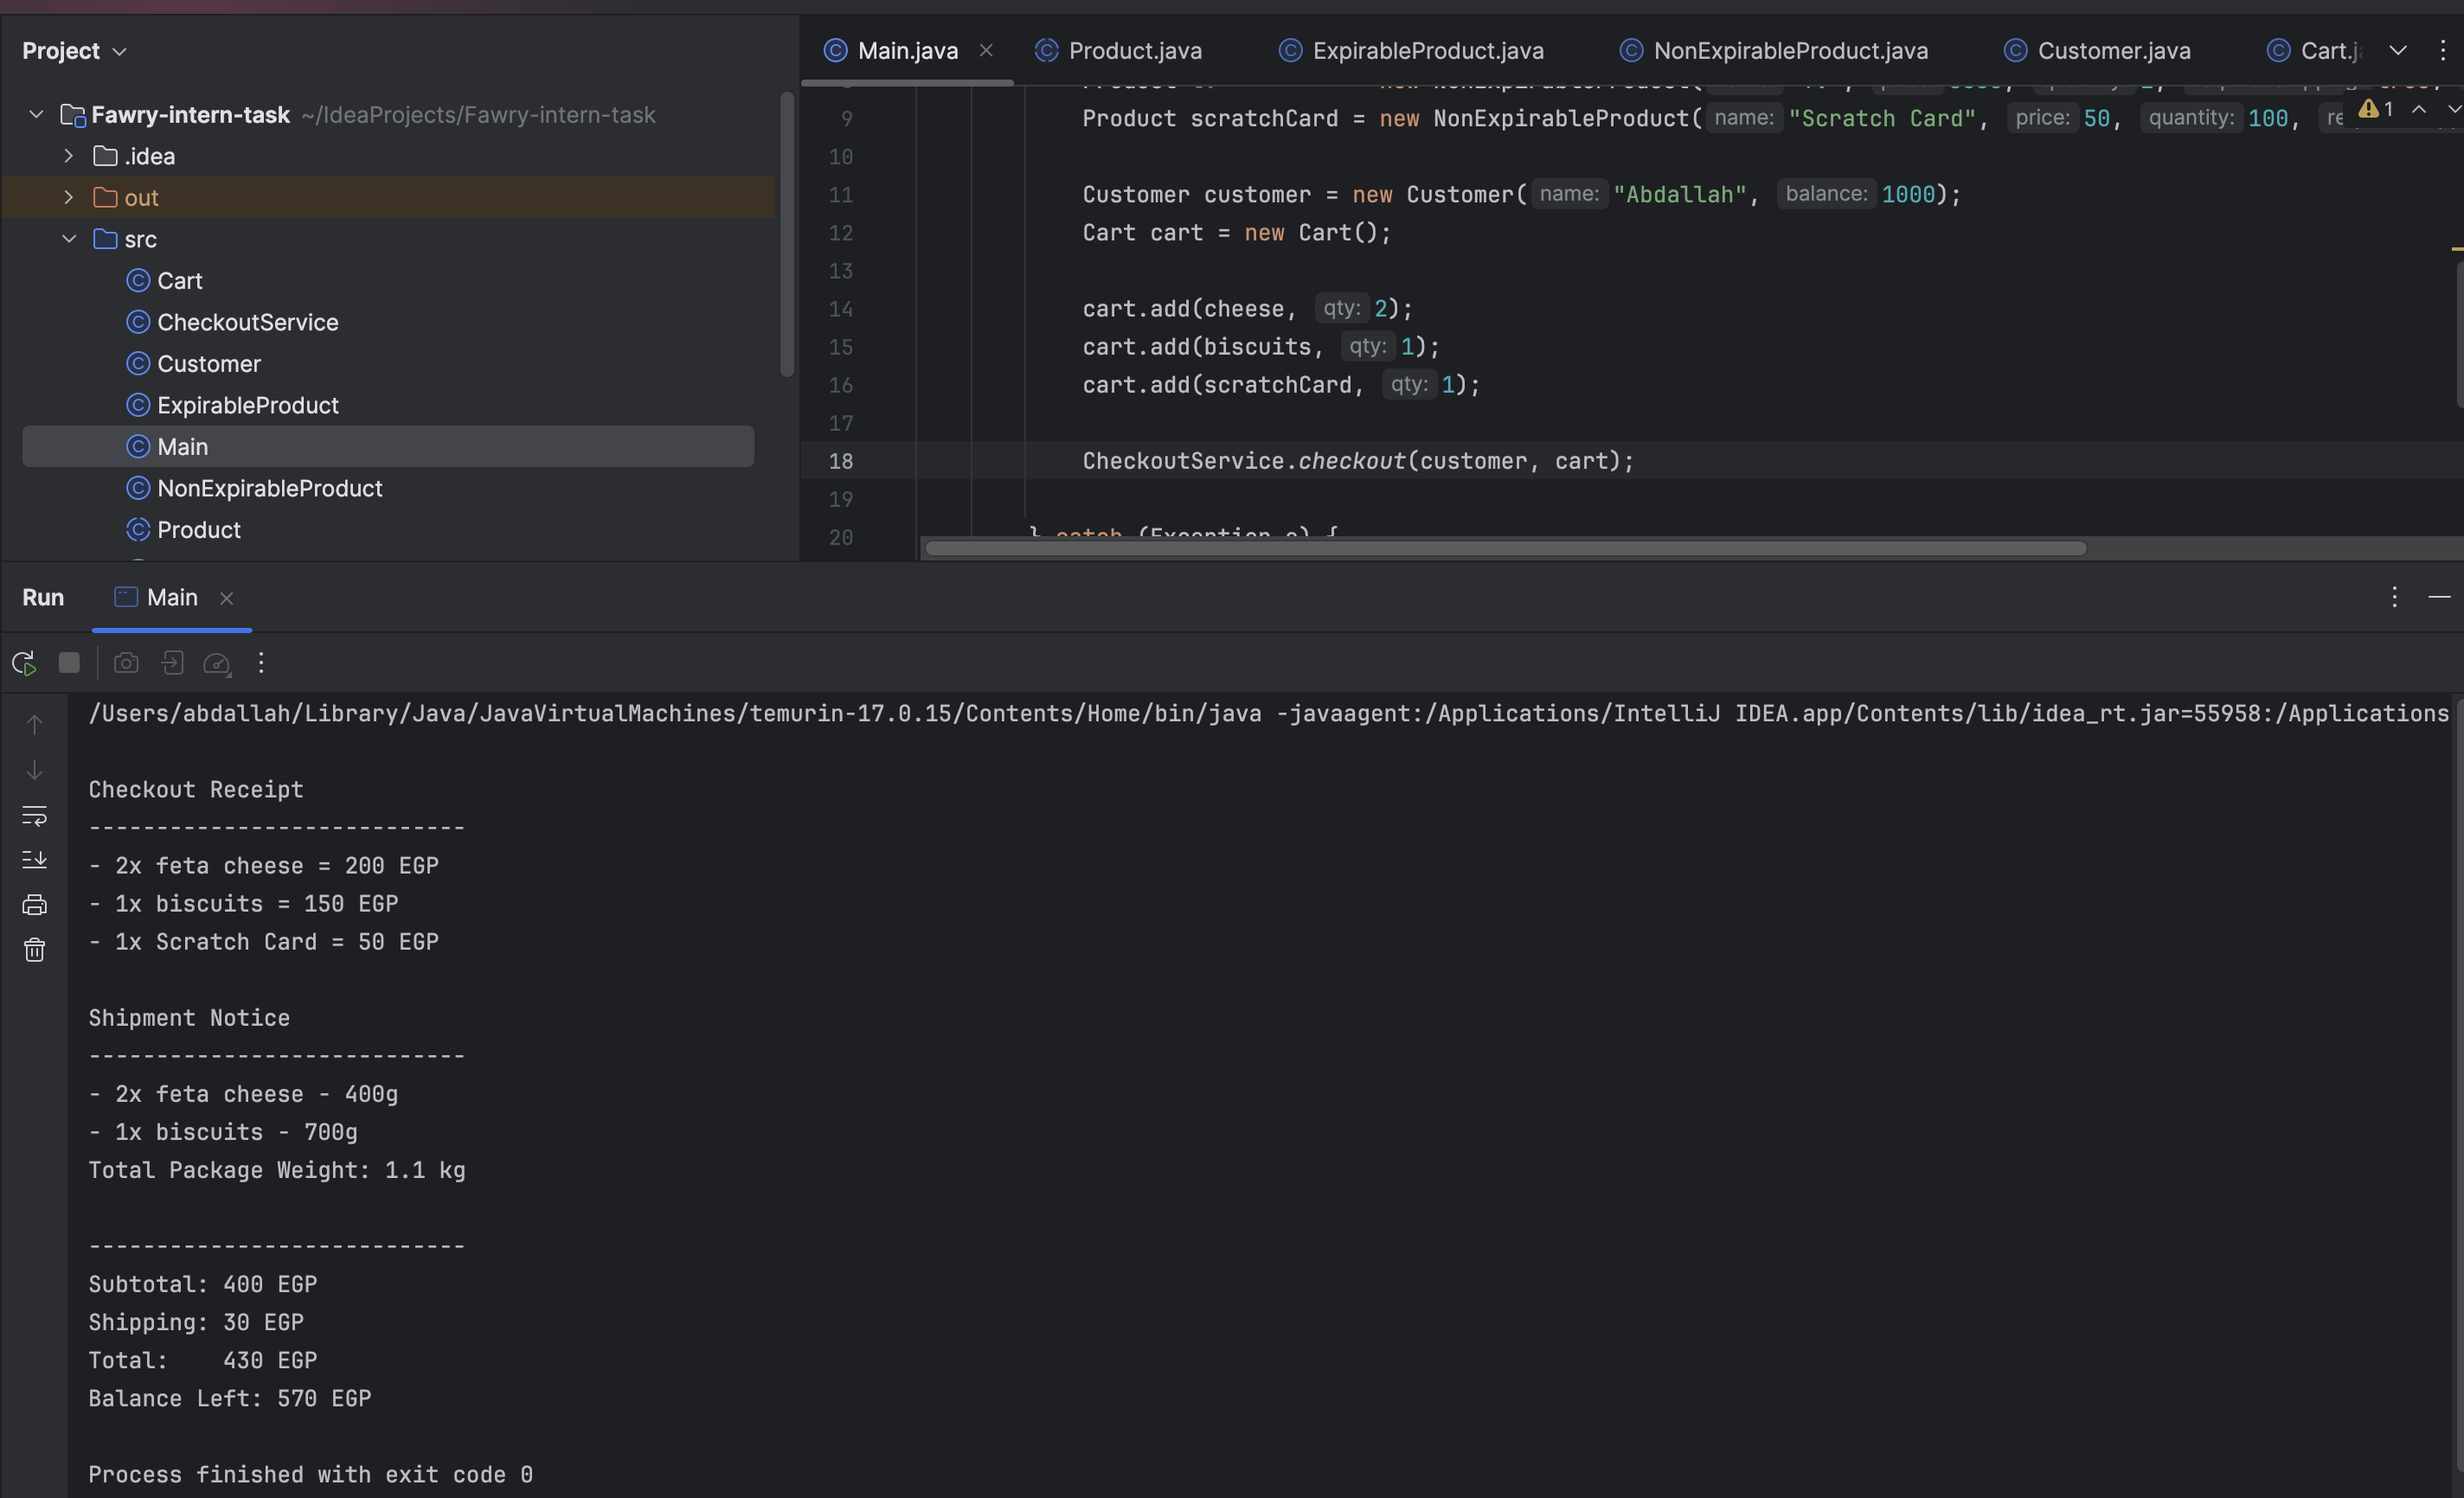 Project
Main.java
Product.java
ExpirableProduct.java
NonExpirableProduct.java
Customer.java
Cart.j
Fawry-intern-task ~/IdeaProjects/Fawry-intern-task
.idea
out
src
Cart
CheckoutService
Customer
ExpirableProduct
Main
NonExpirableProduct
Product
9 Product scratchCard = new NonExpirableProduct( name: "Scratch Card", price: 50, quantity: 100, re
1
10
11 Customer customer = new Customer( name: "Abdallah", balance: 1000);
12 Cart cart = new Cart();
13
14 cart.add(cheese, qty: 2);
15 cart.add(biscuits, qty: 1);
16 cart.add(scratchCard, qty: 1);
17
18 CheckoutService.checkout(customer, cart);
19
20 } catch (Exception e) {
Run Main
/Users/abdallah/Library/Java/JavaVirtualMachines/temurin-17.0.15/Contents/Home/bin/java -javaagent:/Applications/IntelliJ IDEA.app/Contents/lib/idea_rt.jar=55958:/Applications
Checkout Receipt
----------------------------
- 2x feta cheese = 200 EGP
- 1x biscuits = 150 EGP
- 1x Scratch Card = 50 EGP
Shipment Notice
----------------------------
- 2x feta cheese - 400g
- 1x biscuits - 700g
Total Package Weight: 1.1 kg
----------------------------
Subtotal: 400 EGP
Shipping: 30 EGP
Total:    430 EGP
Balance Left: 570 EGP
Process finished with exit code 0